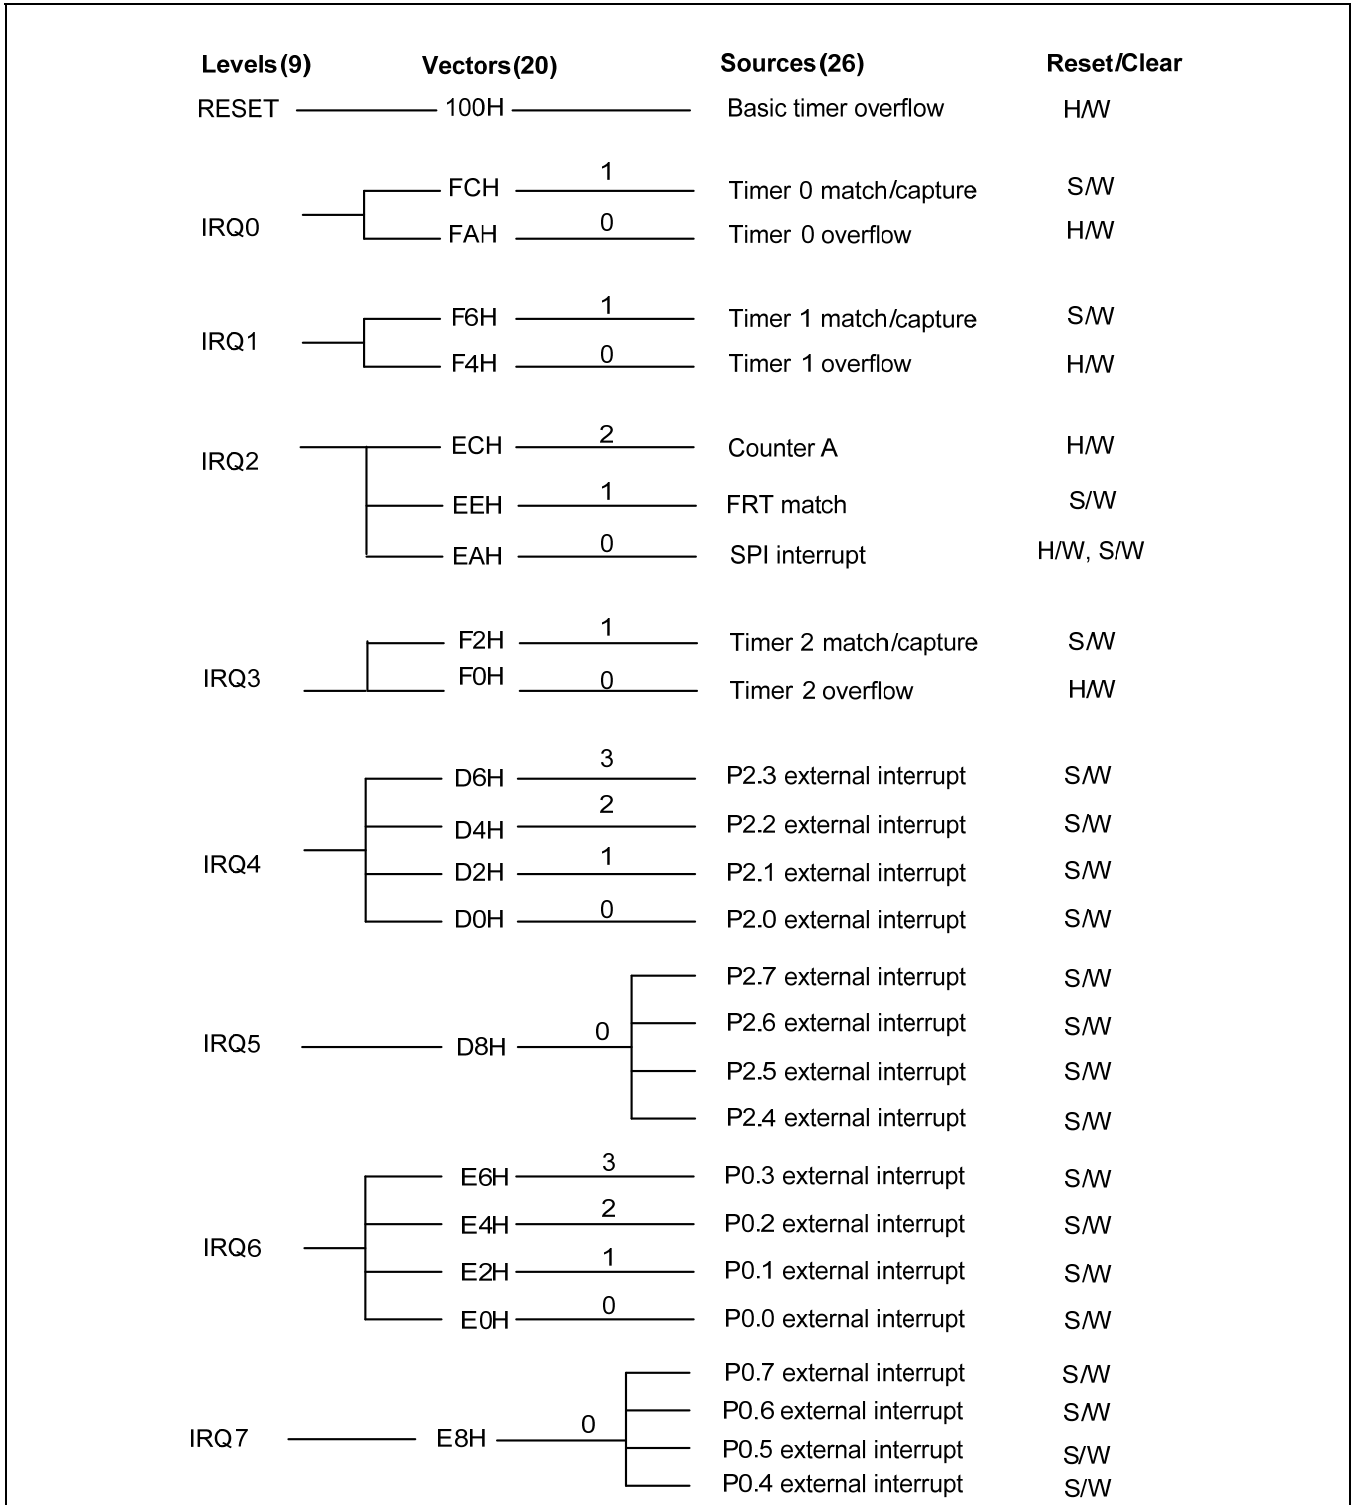 Levels(9) Vectors(20) Sources(26) Reset/Clear
RESET 100H Basic timer overflow H/W
IRQ0
FCH 1 Timer 0 match/capture S/W
FAH 0 Timer 0 overflow H/W
IRQ1
F6H 1 Timer 1 match/capture S/W
F4H 0 Timer 1 overflow H/W
IRQ2
ECH 2 Counter A H/W
EEH 1 FRT match S/W
EAH 0 SPI interrupt H/W, S/W
IRQ3
F2H 1 Timer 2 match/capture S/W
F0H 0 Timer 2 overflow H/W
IRQ4
D6H 3 P2.3 external interrupt S/W
D4H 2 P2.2 external interrupt S/W
D2H 1 P2.1 external interrupt S/W
D0H 0 P2.0 external interrupt S/W
IRQ5 D8H 0
P2.7 external interrupt S/W
P2.6 external interrupt S/W
P2.5 external interrupt S/W
P2.4 external interrupt S/W
IRQ6
E6H 3 P0.3 external interrupt S/W
E4H 2 P0.2 external interrupt S/W
E2H 1 P0.1 external interrupt S/W
E0H 0 P0.0 external interrupt S/W
IRQ7 E8H 0
P0.7 external interrupt S/W
P0.6 external interrupt S/W
P0.5 external interrupt S/W
P0.4 external interrupt S/W